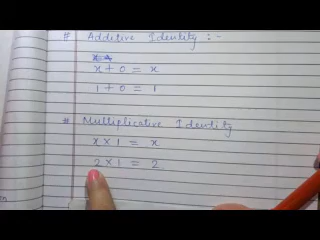 # Additive Identity :-
x + 0 = x
1 + 0 = 1
# Multiplicative Identity
x × 1 = x
2 × 1 = 2